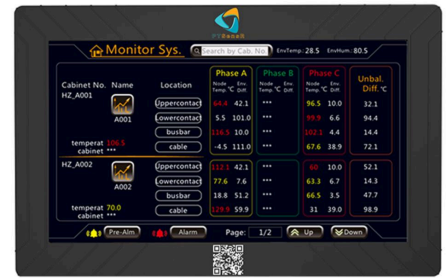 Monitor Sys. Search by Cab. No. EnvTemp.: 28.5 EnvHum.: 80.5
Phase A Phase B Phase C Unbal. Diff. ℃
Cabinet No. Name Location Node Temp. ℃ Env. Diff. Node Temp. ℃ Env. Diff. Node Temp. ℃ Env. Diff.
HZ_A001
A001
Uppercontact 64.4 42.1 *** 96.5 10.0 32.1
Lowercontact 5.5 101.0 *** 99.9 6.6 94.4
busbar 116.5 10.0 *** 102.1 4.4 14.4
cable -4.5 111.0 *** 67.6 38.9 72.1
temperat 106.5
cabinet ***
HZ_A002
A002
Uppercontact 112.1 42.1 *** 60 10.0 52.1
Lowercontact 77.6 7.6 *** 63.3 6.7 14.3
busbar 18.8 51.2 *** 66.5 3.5 47.7
cable 129.9 59.9 *** 31 39.0 98.9
temperat 70.0
cabinet ***
Pre-Alm Alarm Page: 1/2 Up Down